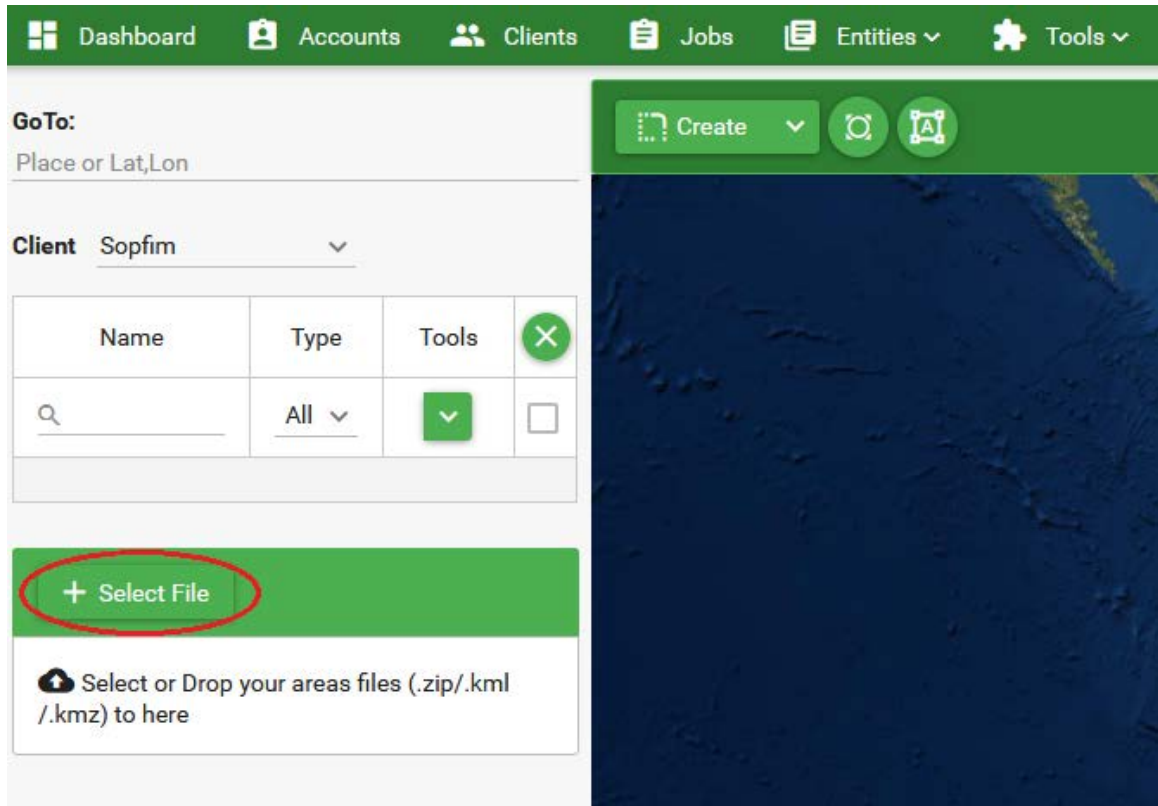 Dashboard Accounts Clients Jobs Entities Tools
GoTo:
Place or Lat,Lon
Create
A
Client Sopfim
Name Type Tools
All
+ Select File
Select or Drop your areas files (.zip/.kml
/.kmz) to here